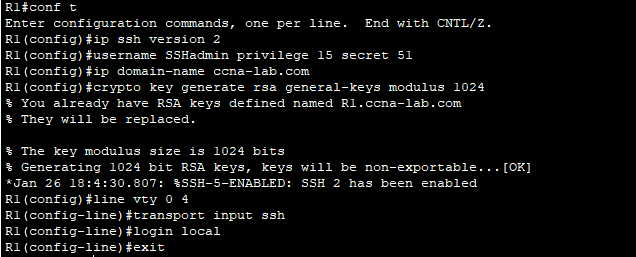 R1#conf t
Enter configuration commands, one per line.  End with CNTL/Z.
R1(config)#ip ssh version 2
R1(config)#username SSHadmin privilege 15 secret 51
R1(config)#ip domain-name ccna-lab.com
R1(config)#crypto key generate rsa general-keys modulus 1024
% You already have RSA keys defined named R1.ccna-lab.com
% They will be replaced.
% The key modulus size is 1024 bits
% Generating 1024 bit RSA keys, keys will be non-exportable...[OK]
*Jan 26 18:4:30.807: %SSH-5-ENABLED: SSH 2 has been enabled
R1(config)#line vty 0 4
R1(config-line)#transport input ssh
R1(config-line)#login local
R1(config-line)#exit